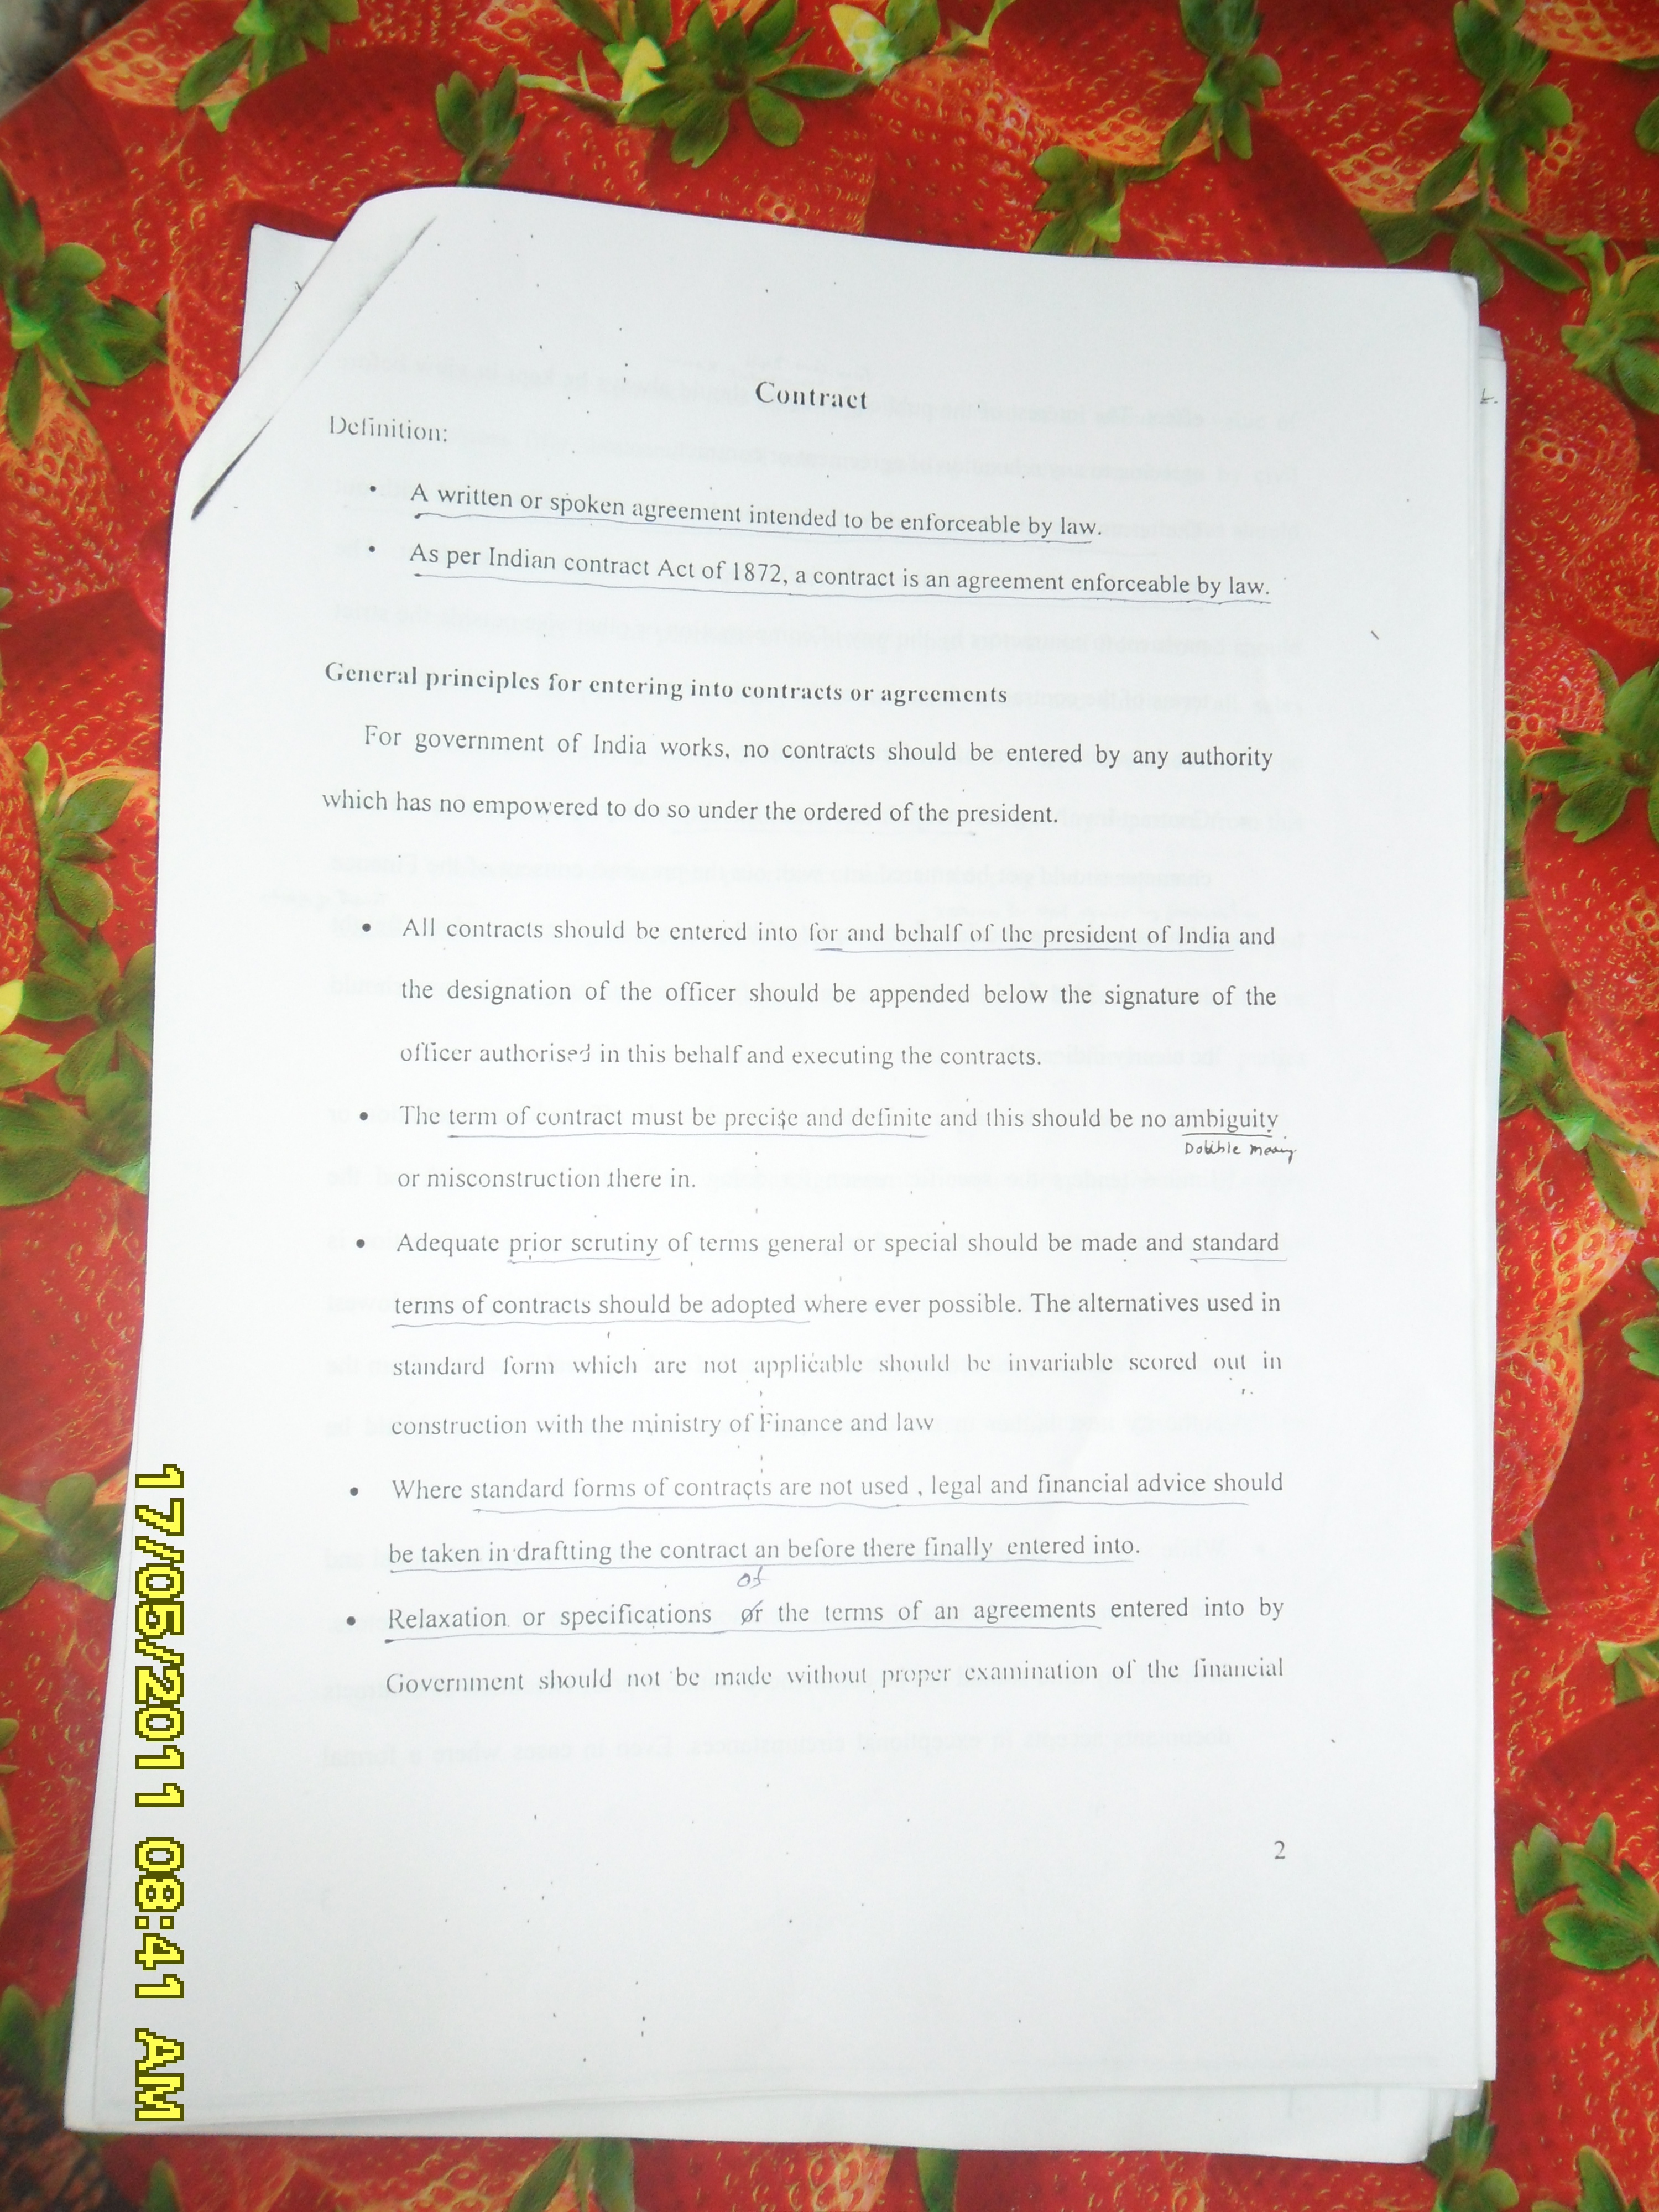 Contract
Definition:
• A written or spoken agreement intended to be enforceable by law.
• As per Indian contract Act of 1872, a contract is an agreement enforceable by law.
General principles for entering into contracts or agreements
For government of India works, no contracts should be entered by any authority
which has no empowered to do so under the ordered of the president.
• All contracts should be entered into for and behalf of the president of India and
the designation of the officer should be appended below the signature of the
officer authorised in this behalf and executing the contracts.
• The term of contract must be precise and definite and this should be no ambiguity
Double
or misconstruction there in.
• Adequate prior scrutiny of terms general or special should be made and standard
terms of contracts should be adopted where ever possible. The alternatives used in
standard form which are not applicable should be invariable scored out in
construction with the ministry of Finance and law
• Where standard forms of contracts are not used , legal and financial advice should
be taken in draftting the contract an before there finally entered into.
of
• Relaxation or specifications or the terms of an agreements entered into by
Government should not be made without proper examination of the financial
2
17/05/2011 08:41 AM